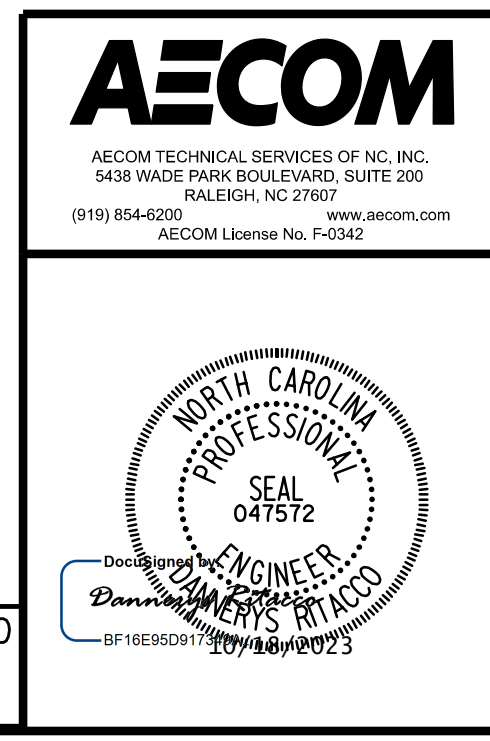 AECOM
AECOM TECHNICAL SERVICES OF NC, INC.
5438 WADE PARK BOULEVARD, SUITE 200
RALEIGH, NC 27607
(919) 854-6200 www.aecom.com
AECOM License No. F-0342
NORTH CAROLINA
PROFESSIONAL
SEAL
047572
ENGINEER
DANNERYS RITACCO
DocuSigned by:
Dannerys Ritacco
10/18/2023